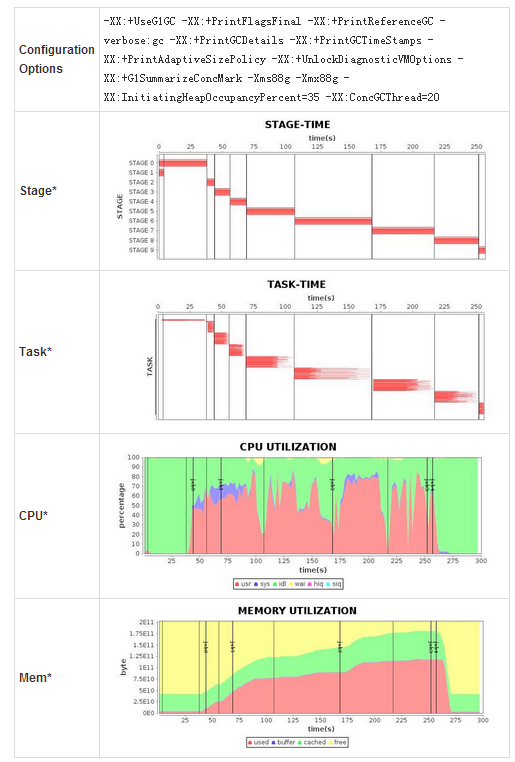 Configuration Options
-XX:+UseG1GC -XX:+PrintFlagsFinal -XX:+PrintReferenceGC -
verbose:gc -XX:+PrintGCDetails -XX:+PrintGCTimeStamps -
XX:+PrintAdaptiveSizePolicy -XX:+UnlockDiagnosticVMOptions -
XX:+G1SummarizeConcMark -Xms88g -Xmx88g -
XX:InitiatingHeapOccupancyPercent=35 -XX:ConcGCThread=20
Stage*
STAGE-TIME
time(s)
0 25 50 75 100 125 150 175 200 225 250
STAGE
STAGE 0
STAGE 1
STAGE 2
STAGE 3
STAGE 4
STAGE 5
STAGE 6
STAGE 7
STAGE 8
STAGE 9
Task*
TASK-TIME
time(s)
0 25 50 75 100 125 150 175 200 225 250
TASK
CPU*
CPU UTILIZATION
percentage
100
90
80
70
60
50
40
30
20
10
0
25 50 75 100 125 150 175 200 225 250 275 300
time(s)
usr sys idl wai hiq siq
Mem*
MEMORY UTILIZATION
byte
2E11
1.75E11
1.5E11
1.25E11
1E11
7.5E10
5E10
2.5E10
0E0
25 50 75 100 125 150 175 200 225 250 275 300
time(s)
used buffer cached free